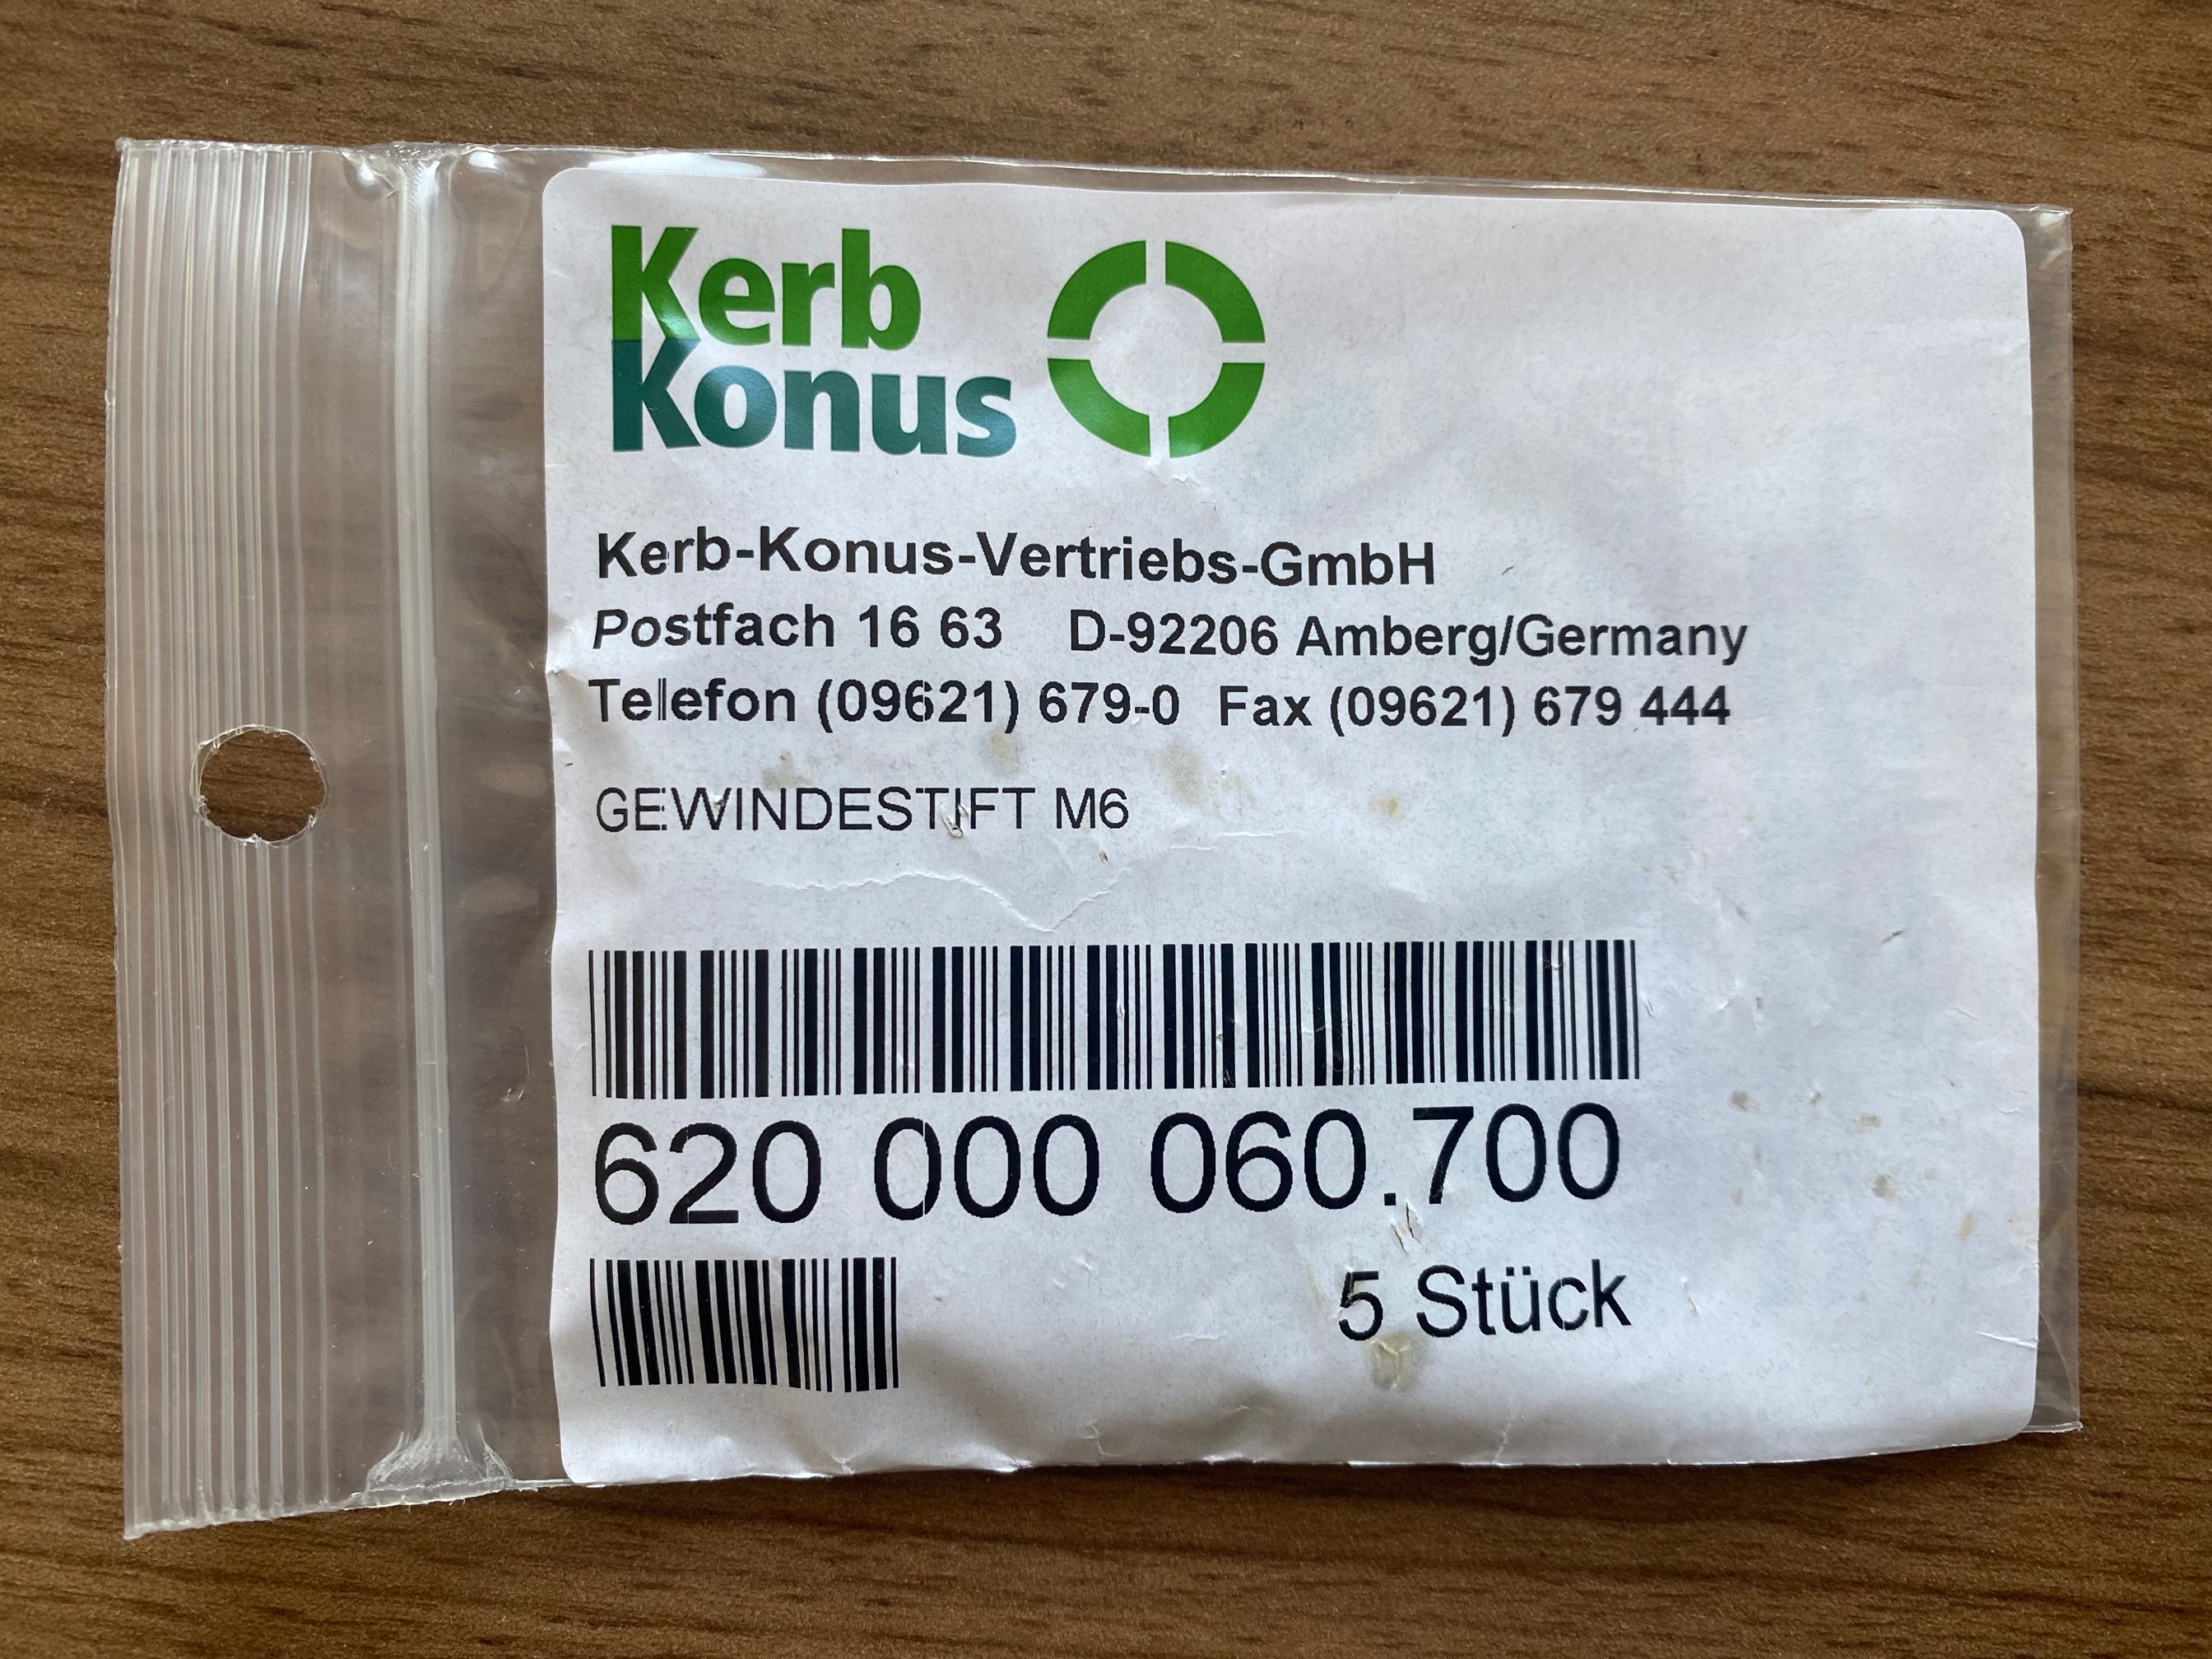 Kerb
Konus
Kerb-Konus-Vertriebs-GmbH
Postfach 16 63 D-92206 Amberg/Germany
Telefon (09621) 679-0 Fax (09621) 679 444
GEWINDESTIFT M6
620 000 060.700
5 Stück